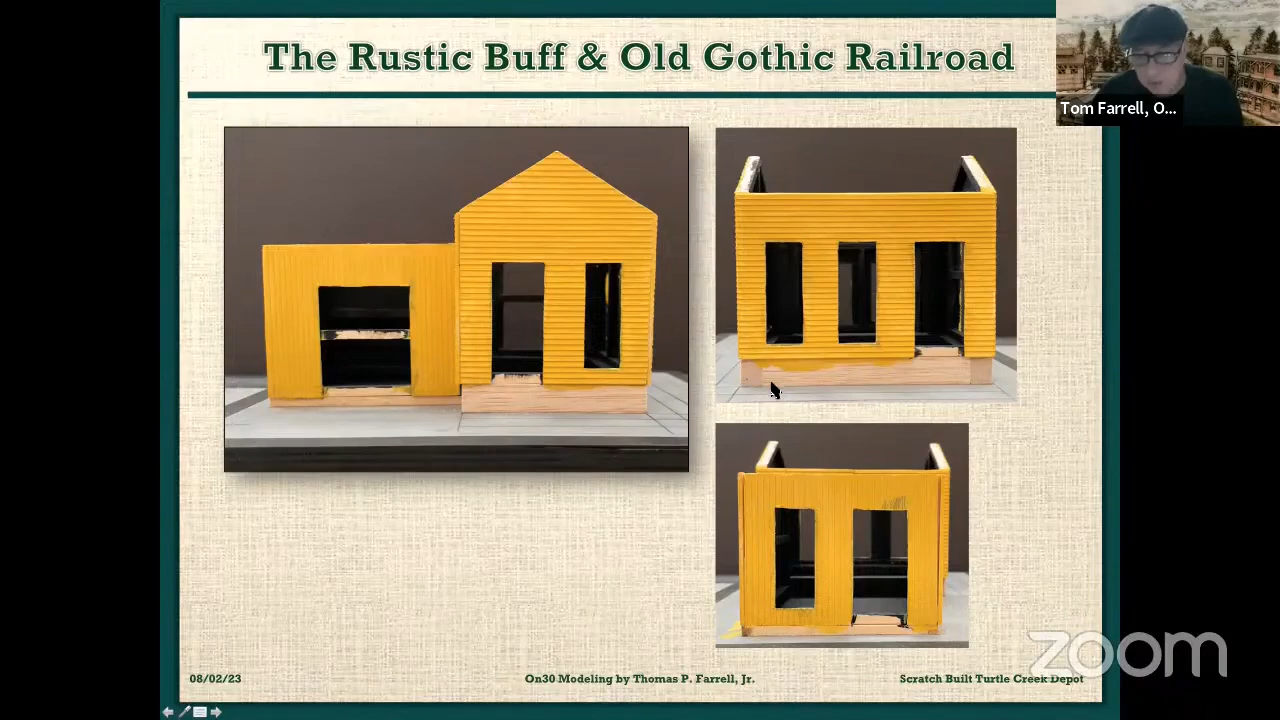 The Rustic Buff & Old Gothic Railroad
Tom Farrell, O...
zoom
08/02/23
On30 Modeling by Thomas P. Farrell, Jr.
Scratch Built Turtle Creek Depot